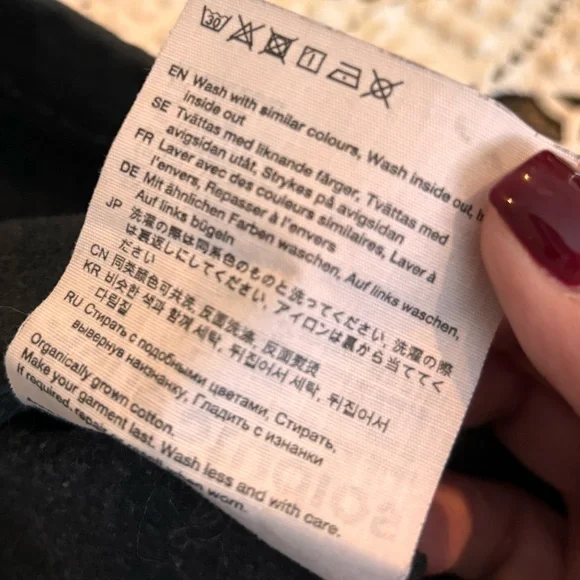 30
EN Wash with similar colours, Wash inside out,
inside out
SE Tvättas med liknande färger, Tvättas med
avigsidan utåt, Strykes på avigsidan
FR Laver avec des couleurs similaires, Laver à
l'envers, Repasser à l'envers
DE Mit ähnlichen Farben waschen, Auf links waschen,
Auf links bügeln
JP 洗濯の際は同系色のものと洗ってください, 洗濯の際
は裏返しにしてください, アイロンは裏から当ててく
ださい
CN 同类颜色可共洗, 反面洗涤, 反面熨烫
KR 비슷한 색과 함께 세탁, 뒤집어서 세탁, 뒤집어서
다림질
RU Стирать с подобными цветами, Стирать,
вывернув наизнанку, Гладить с изнанки
Organically grown cotton.
Make your garment last. Wash less and with care.
If required, repair worn.